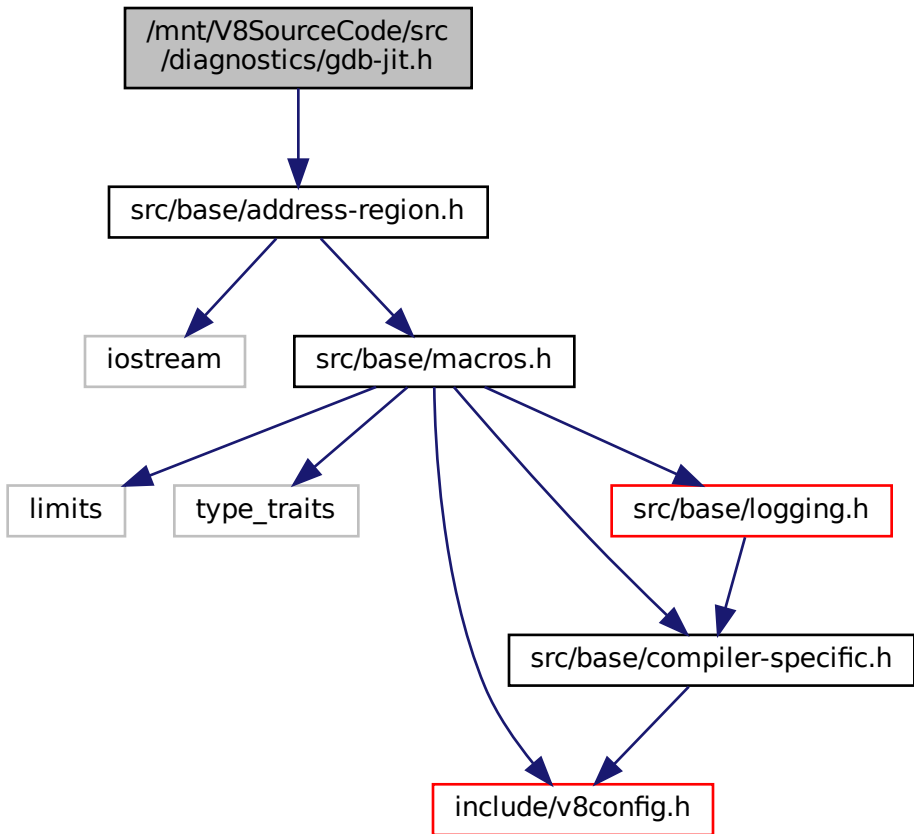 /mnt/V8SourceCode/src
/diagnostics/gdb-jit.h
src/base/address-region.h
iostream
src/base/macros.h
limits
type_traits
src/base/logging.h
src/base/compiler-specific.h
include/v8config.h